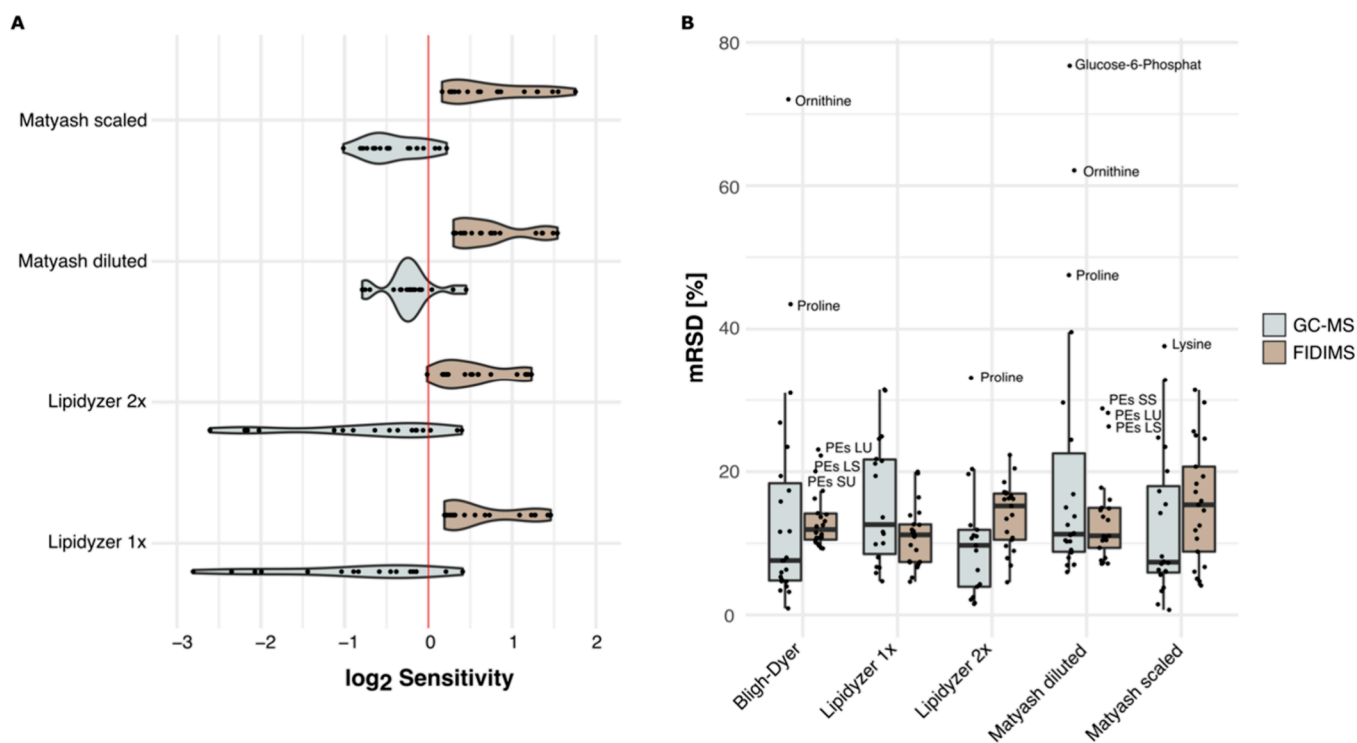 A
Matyash scaled
Matyash diluted
Lipidyzer 2x
Lipidyzer 1x
−3 −2 −1 0 1 2
log2 Sensitivity
B
mRSD [%]
80
60
40
20
0
Glucose-6-Phosphat
Ornithine
Ornithine
Proline
Proline
Lysine
Proline
PEs SS
PEs LU
PEs LS
PEs LU
PEs LS
PEs SU
Bligh-Dyer
Lipidyzer 1x
Lipidyzer 2x
Matyash diluted
Matyash scaled
GC-MS
FIDIMS